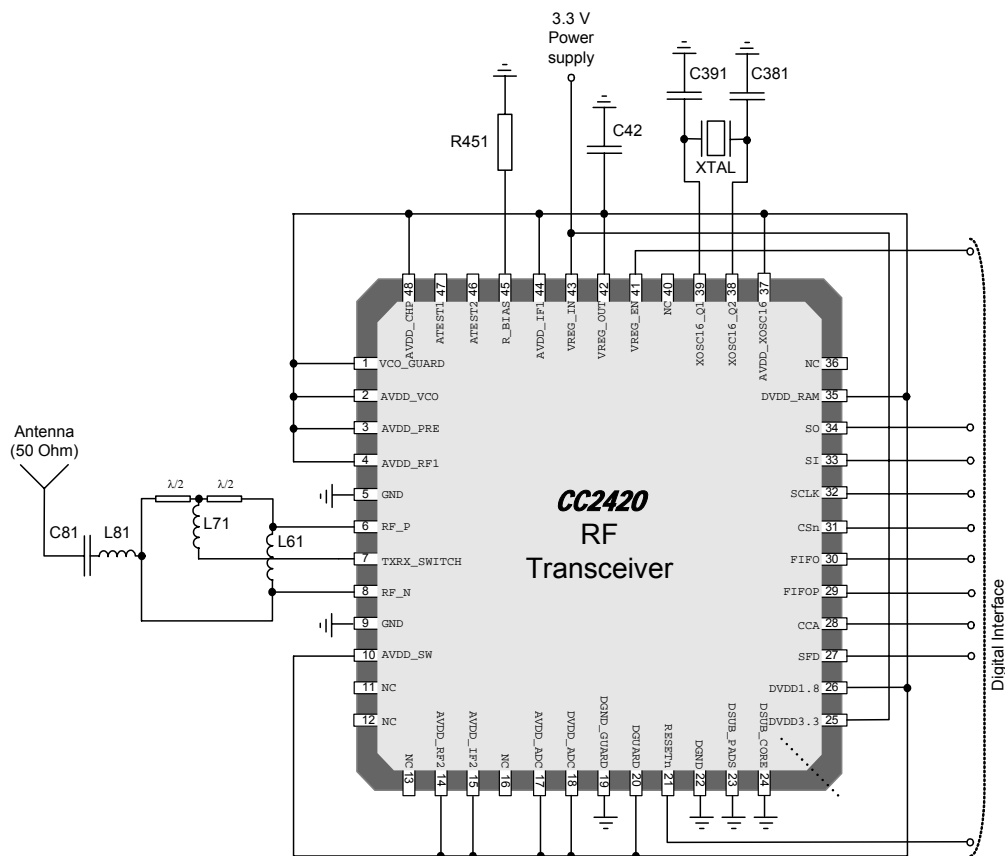 3.3 V
Power
supply
C391
C381
R451
C42
XTAL
48
47
46
45
44
43
42
41
40
39
38
37
AVDD_CHP
ATEST1
ATEST2
R_BIAS
AVDD_IF1
VREG_IN
VREG_OUT
VREG_EN
NC
XOSC16_Q1
XOSC16_Q2
AVDD_XOSC16
1 VCO_GUARD
2 AVDD_VCO
3 AVDD_PRE
4 AVDD_RF1
5 GND
6 RF_P
7 TXRX_SWITCH
8 RF_N
9 GND
10 AVDD_SW
11 NC
12 NC
Antenna
(50 Ohm)
λ/2
λ/2
C81
L81
L71
L61
CC2420
RF
Transceiver
NC 36
DVDD_RAM 35
SO 34
SI 33
SCLK 32
CSn 31
FIFO 30
FIFOP 29
CCA 28
SFD 27
DVDD1.8 26
DVDD3.3 25
Digital Interface
NC
AVDD_RF2
AVDD_IF2
NC
AVDD_ADC
DVDD_ADC
DGND_GUARD
DGUARD
RESETn
DGND
DSUB_PADS
DSUB_CORE
13
14
15
16
17
18
19
20
21
22
23
24